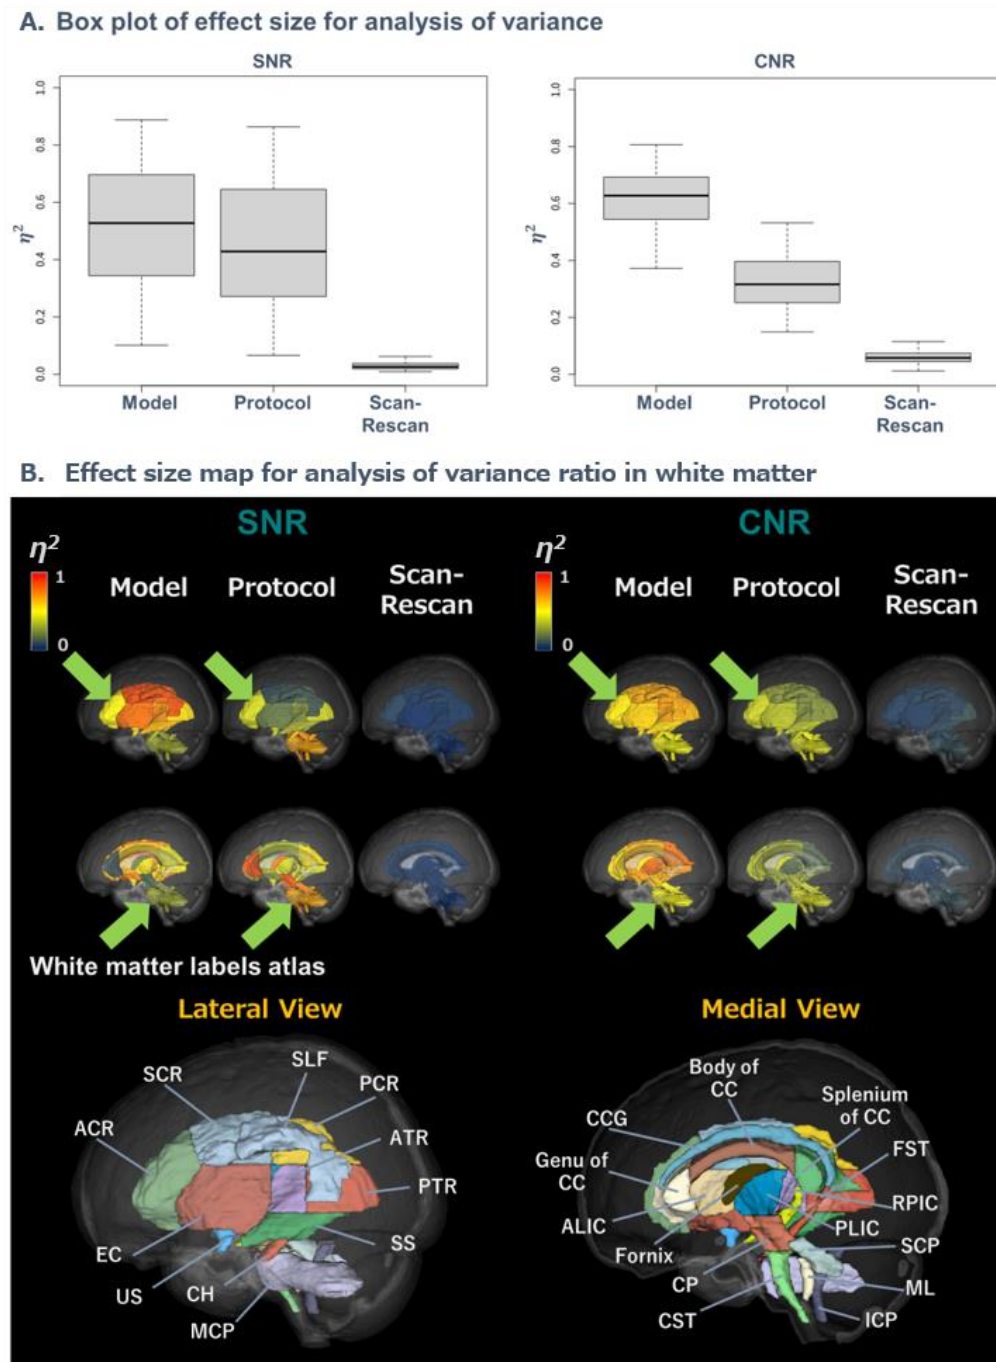 A. Box plot of effect size for analysis of variance
SNR
CNR
1.0
0.8
0.6
0.4
0.2
0.0
η²
Model
Protocol
Scan-
Rescan
1.0
0.8
0.6
0.4
0.2
0.0
η²
Model
Protocol
Scan-
Rescan
B. Effect size map for analysis of variance ratio in white matter
SNR
CNR
η²
1
0
Model
Protocol
Scan-
Rescan
η²
1
0
Model
Protocol
Scan-
Rescan
White matter labels atlas
Lateral View
Medial View
SLF
SCR
PCR
ACR
ATR
PTR
EC
SS
US
CH
MCP
Body of
CC
Splenium
of CC
CCG
FST
Genu of
CC
RPIC
ALIC
PLIC
Fornix
SCP
CP
ML
CST
ICP